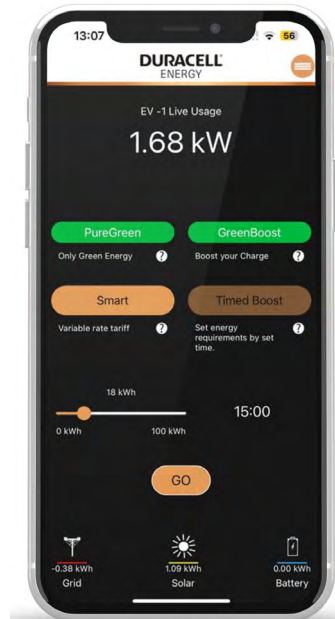 13:07
56
DURACELL
ENERGY
EV -1 Live Usage
1.68 kW
PureGreen
GreenBoost
Only Green Energy ?
Boost your Charge ?
Smart
Timed Boost
Variable rate tariff ?
Set energy ?
requirements by set
time.
18 kWh
15:00
0 kWh
100 kWh
GO
-0.38 kWh
1.09 kWh
0.00 kWh
Grid
Solar
Battery